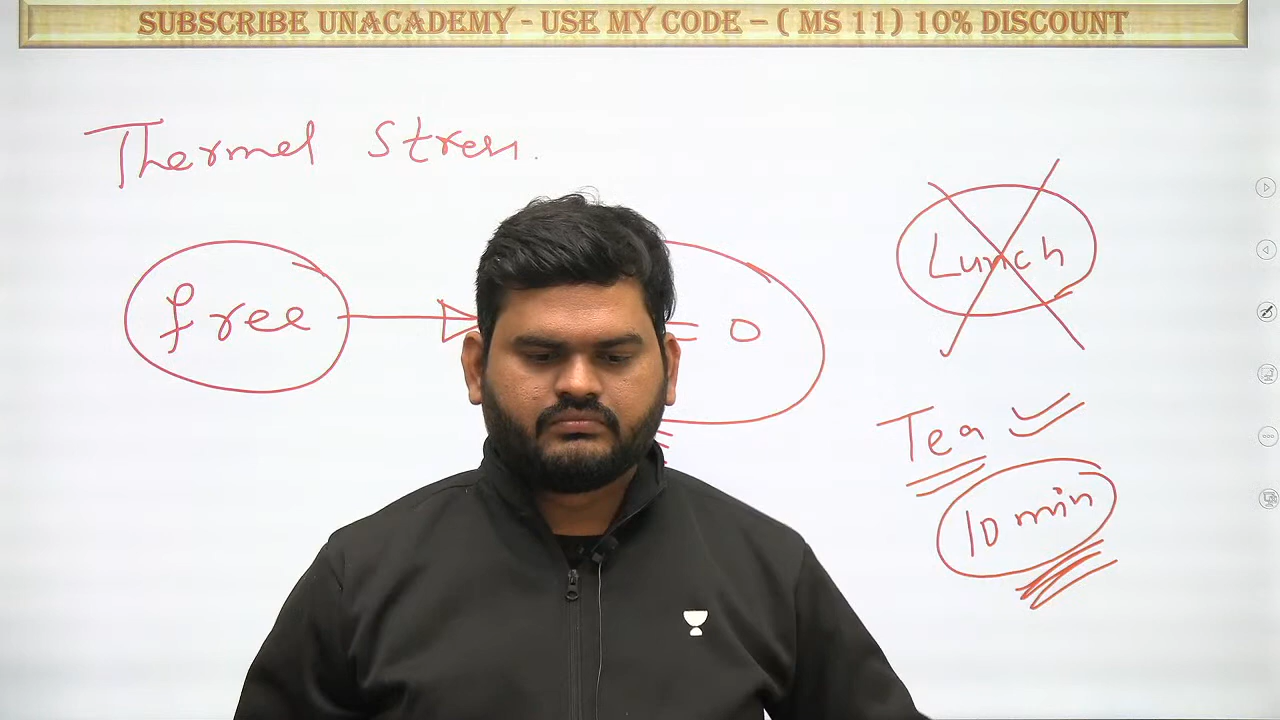 SUBSCRIBE UNACADEMY - USE MY CODE – ( MS 11) 10% DISCOUNT
Thermal Stress.
free
= 0
Lunch
Tea
10 min